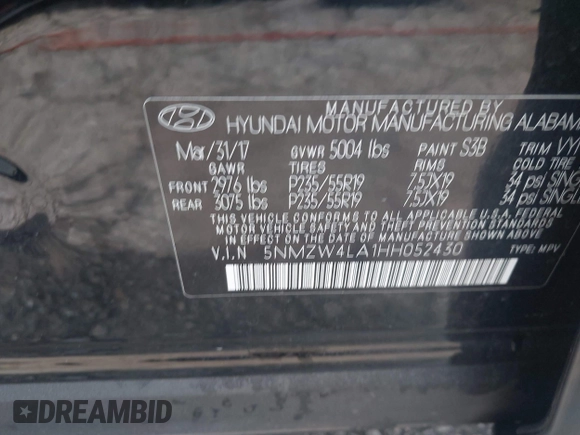 MANUFACTURED BY
HYUNDAI MOTOR MANUFACTURING ALABAMA
Mar/31/17 GVWR 5004 lbs PAINT S3B TRIM
GAWR TIRES RIMS COLD TIRE
FRONT 2976 lbs P235/55R19 7.5JX19 34 psi SINGL
REAR 3075 lbs P235/55R19 7.5JX19 34 psi SINGLE
THIS VEHICLE CONFORMS TO ALL APPLICABLE U.S.A. FEDERAL
MOTOR VEHICLE SAFETY AND BUMPER STANDARDS
IN EFFECT ON THE DATE OF MANUFACTURE SHOWN ABOVE.
V.I.N 5NMZW4LA1HH052430 TYPE: MPV
DREAMBID